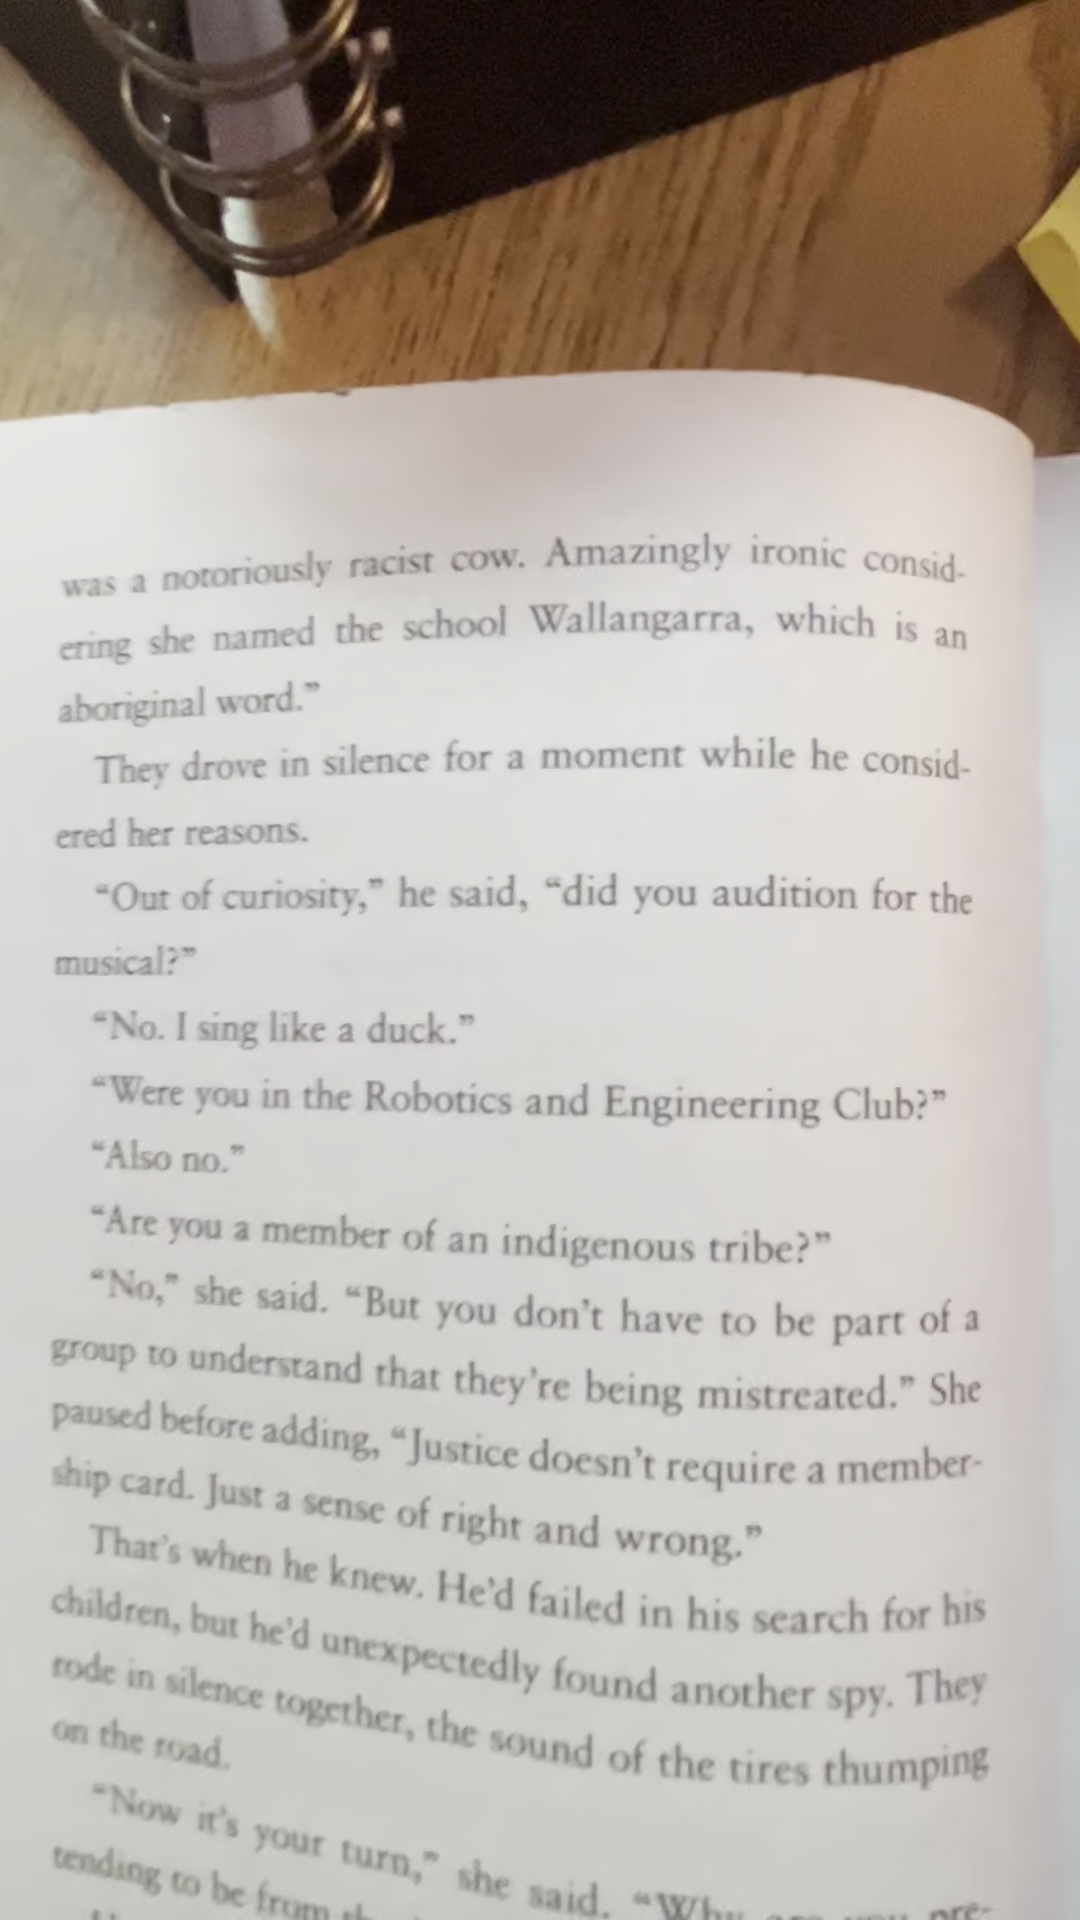 was a notoriously racist cow. Amazingly ironic consid-
ering she named the school Wallangarra, which is an
aboriginal word.”
They drove in silence for a moment while he consid-
ered her reasons.
“Out of curiosity,” he said, “did you audition for the
musical?”
“No. I sing like a duck.”
“Were you in the Robotics and Engineering Club?”
“Also no.”
“Are you a member of an indigenous tribe?”
“No,” she said. “But you don’t have to be part of a
group to understand that they’re being mistreated.” She
paused before adding, “Justice doesn’t require a member-
ship card. Just a sense of right and wrong.”
That’s when he knew. He’d failed in his search for his
children, but he’d unexpectedly found another spy. They
rode in silence together, the sound of the tires thumping
on the road.
“Now it’s your turn,” she said. “Why are you pre-
tending to be from